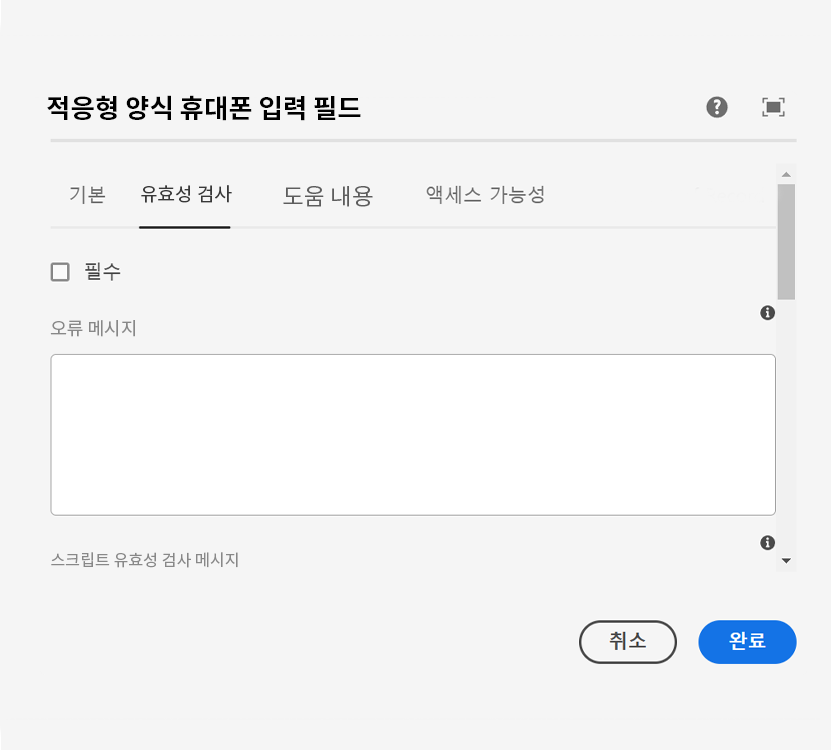 적응형 양식 휴대폰 입력 필드
기본 유효성 검사 도움 내용 액세스 가능성
필수
오류 메시지
스크립트 유효성 검사 메시지
취소 완료